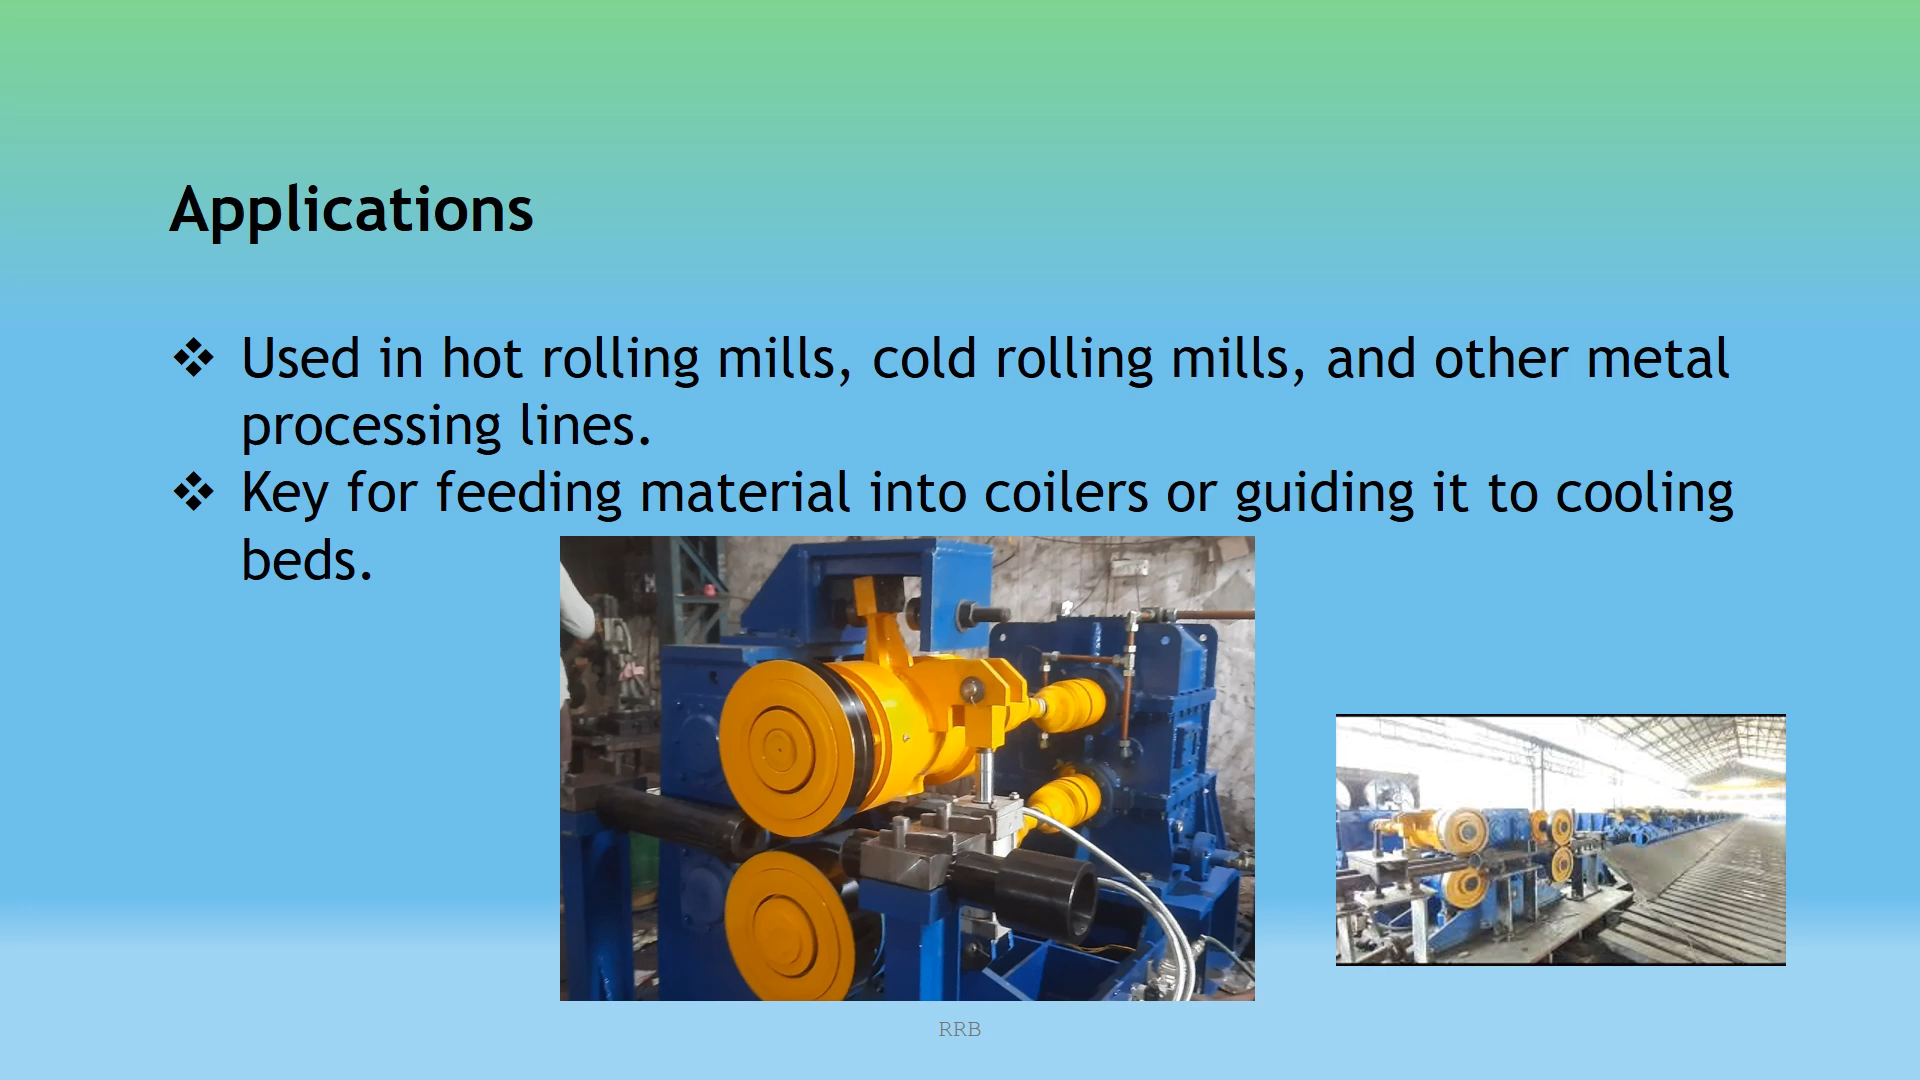 Applications
❖ Used in hot rolling mills, cold rolling mills, and other metal
processing lines.
❖ Key for feeding material into coilers or guiding it to cooling
beds.
RRB